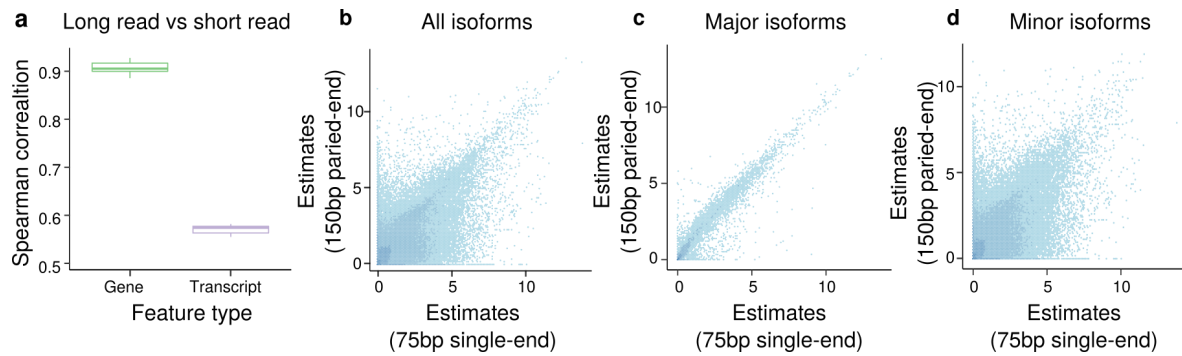 a
Long read vs short read
Spearman correaltion
0.9
0.8
0.7
0.6
0.5
Gene
Transcript
Feature type
b
All isoforms
Estimates
(150bp paried-end)
10
5
0
0
5
10
Estimates
(75bp single-end)
c
Major isoforms
Estimates
(150bp paried-end)
10
5
0
0
5
10
Estimates
(75bp single-end)
d
Minor isoforms
Estimates
(150bp paried-end)
10
5
0
0
5
10
Estimates
(75bp single-end)